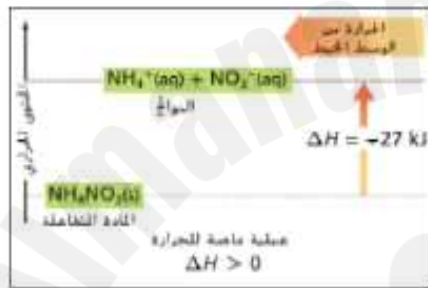 الحرارة من
الوسط المحيط
المحتوى الحراري
NH₄⁺(aq) + NO₃⁻(aq)
النواتج
ΔH = −27 kJ
NH₄NO₃(s)
المادة المتفاعلة
عملية ماصة للحرارة
ΔH > 0